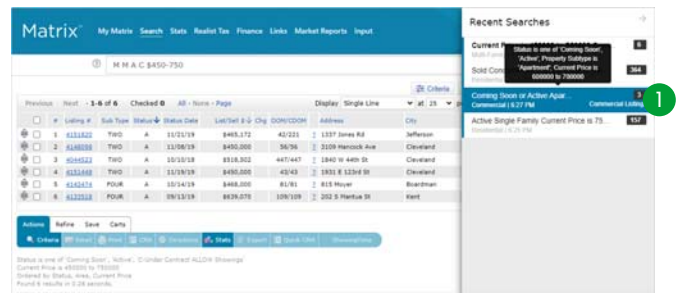 Matrix™ My Matrix Search Stats Realist Tax Finance Links Market Reports Input
M M A C $450-750
Criteria
Previous Next 1-6 of 6 Checked 0 All - None - Page Display Single Line at 25
# Listing # Sub Type Status Status Date List/Sell $ Chg DOM/CDOM Address City
1 4151820 TWO A 11/21/19 $465,172 42/221 1337 Jones Rd Jefferson
2 4148098 TWO A 11/08/19 $450,000 56/56 3109 Hancock Ave Cleveland
3 4044523 TWO A 10/10/18 $518,502 447/447 1840 W 44th St Cleveland
4 4151448 TWO A 11/19/19 $450,000 43/43 1931 E 123rd St Cleveland
5 4142474 FOUR A 10/14/19 $468,000 81/81 815 Moyer Boardman
6 4132518 FOUR A 09/13/19 $639,070 109/109 202 S Mantua St Kent
Actions Refine Save Carts
Criteria Email Print CMA Directions Stats Export Quick CMA ShowingTime
Status is one of 'Coming Soon', 'Active', 'C-Under Contract ALLOW Showings'
Current Price is 450000 to 750000
Ordered by Status, Area, Current Price
Found 6 results in 0.28 seconds.
Recent Searches
Current 6
Status is one of 'Coming Soon',
'Active'; Property Subtype is
'Apartment'; Current Price is
600000 to 780000
Sold Con 364
Coming Soon or Active Apar... 3
Commercial | 6:27 PM Commercial Listing
1
Active Single Family Current Price is 75... 157
Residential | 6:25 PM